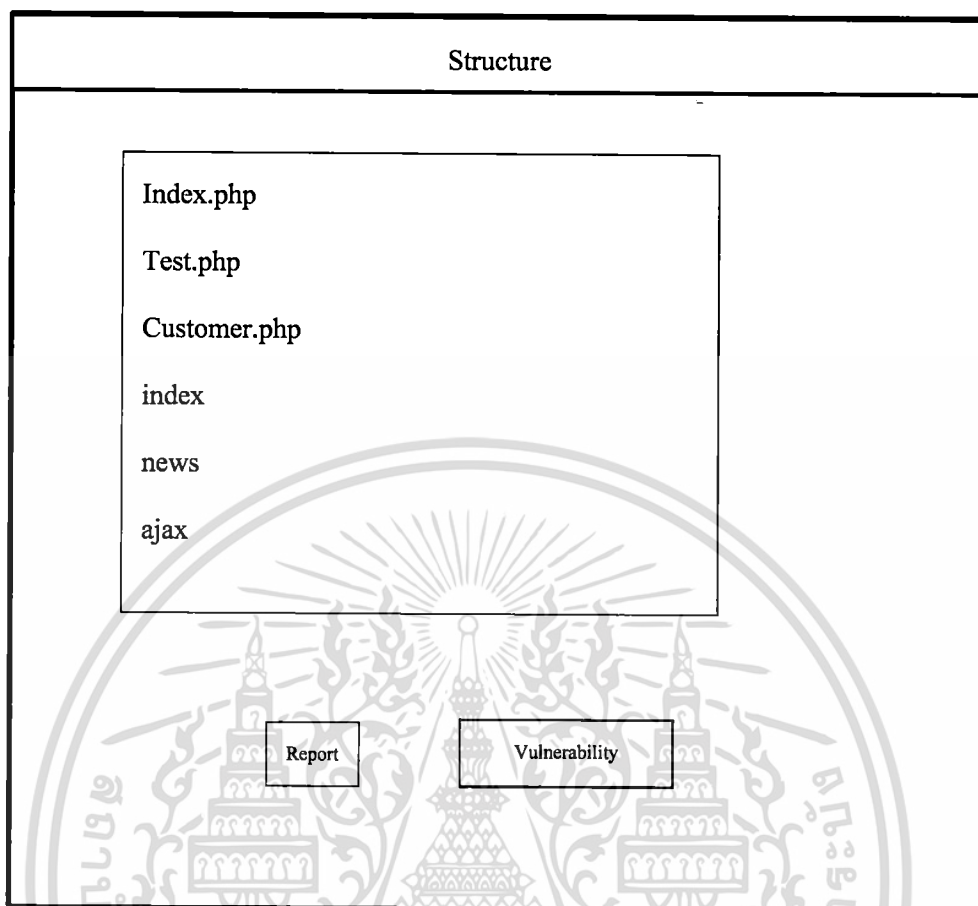 Structure
Index.php
Test.php
Customer.php
index
news
ajax
Report
Vulnerability